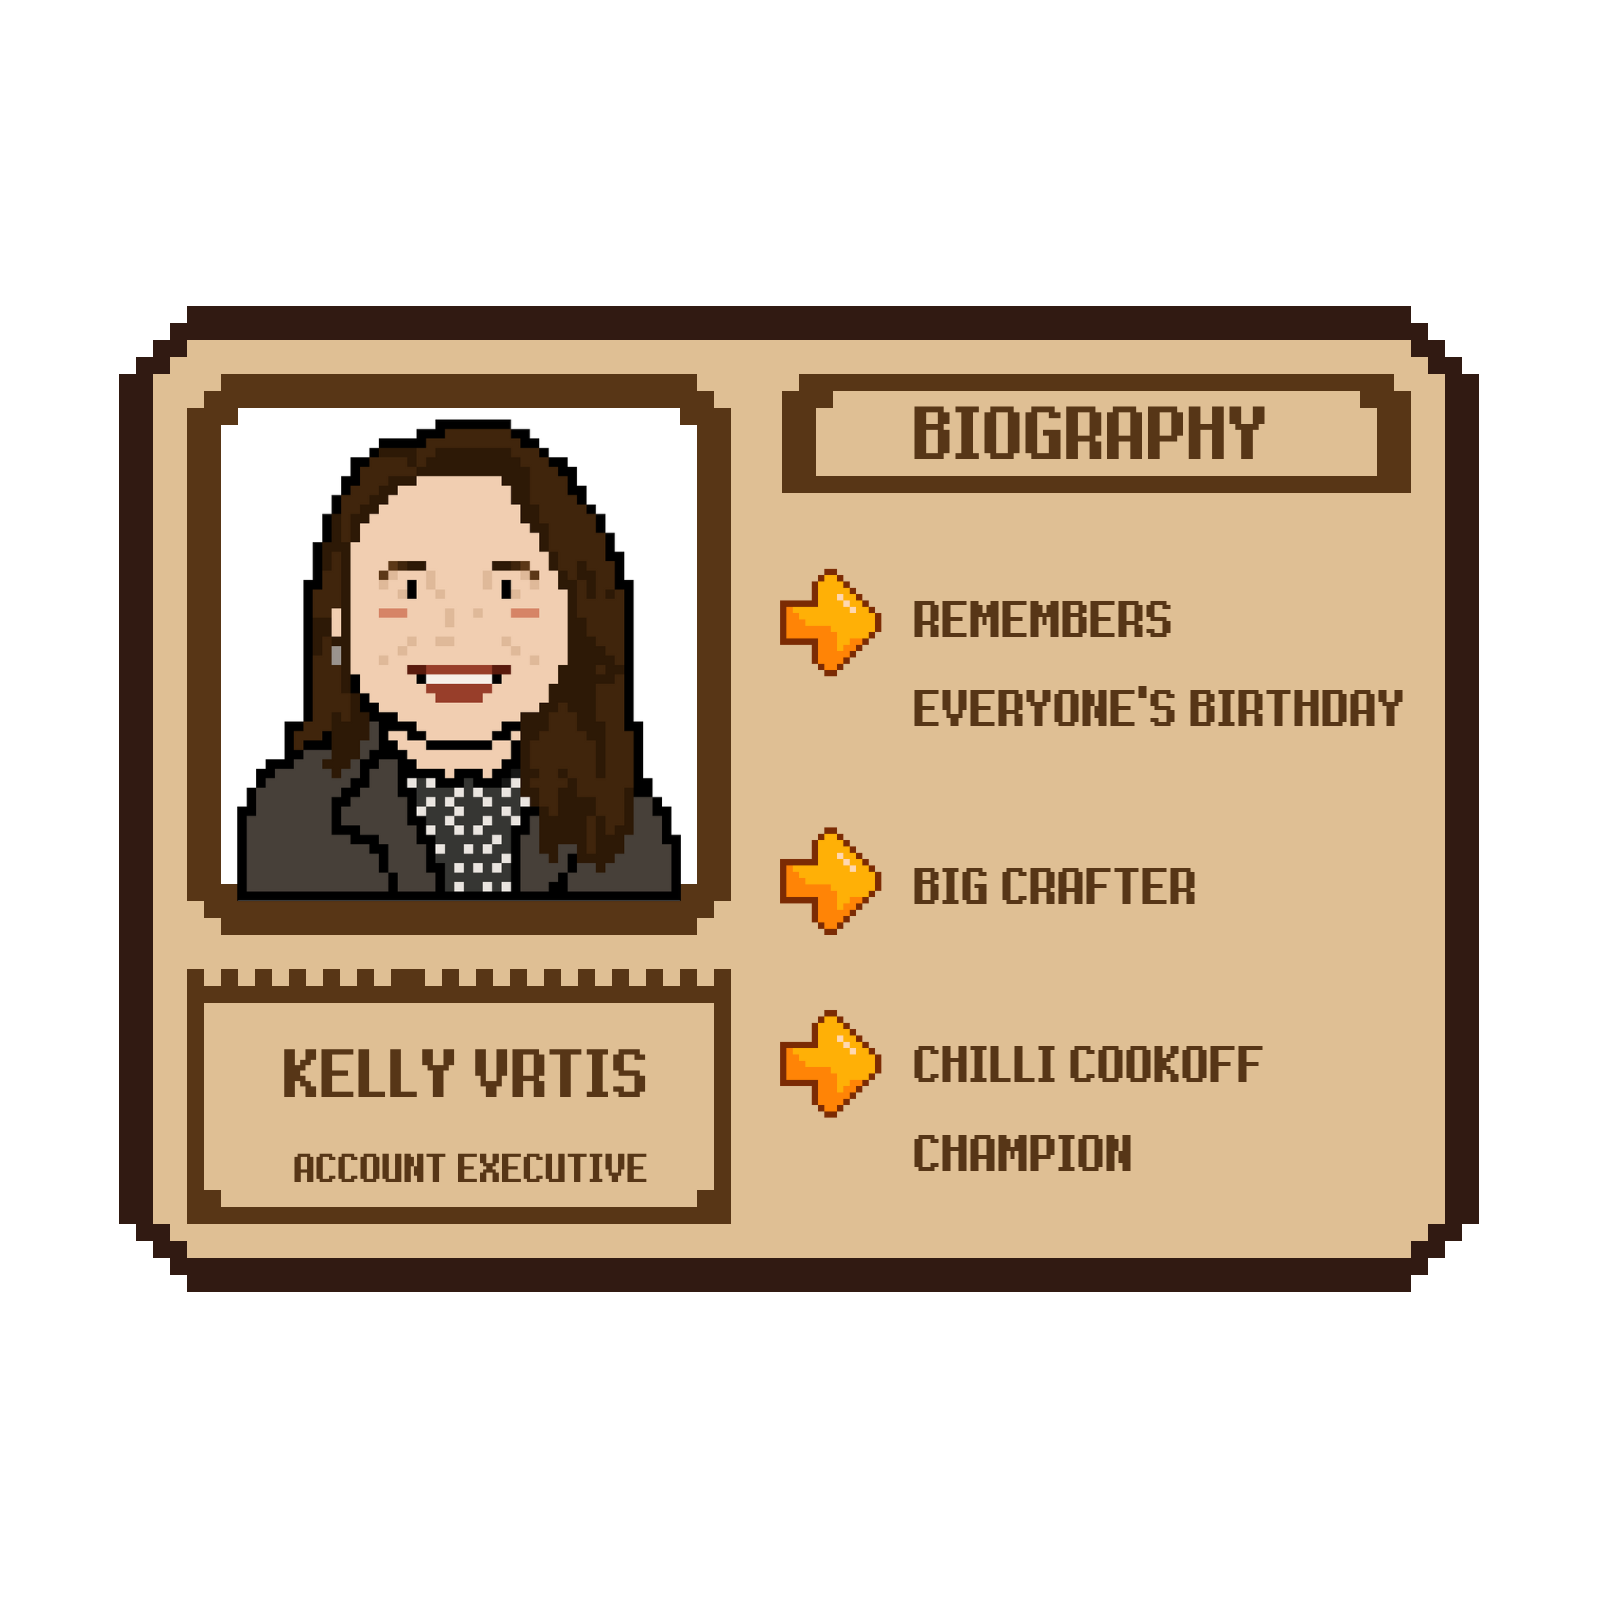 BIOGRAPHY
REMEMBERS
EVERYONE'S BIRTHDAY
BIG CRAFTER
CHILLI COOKOFF
CHAMPION
KELLY VRTIS
ACCOUNT EXECUTIVE